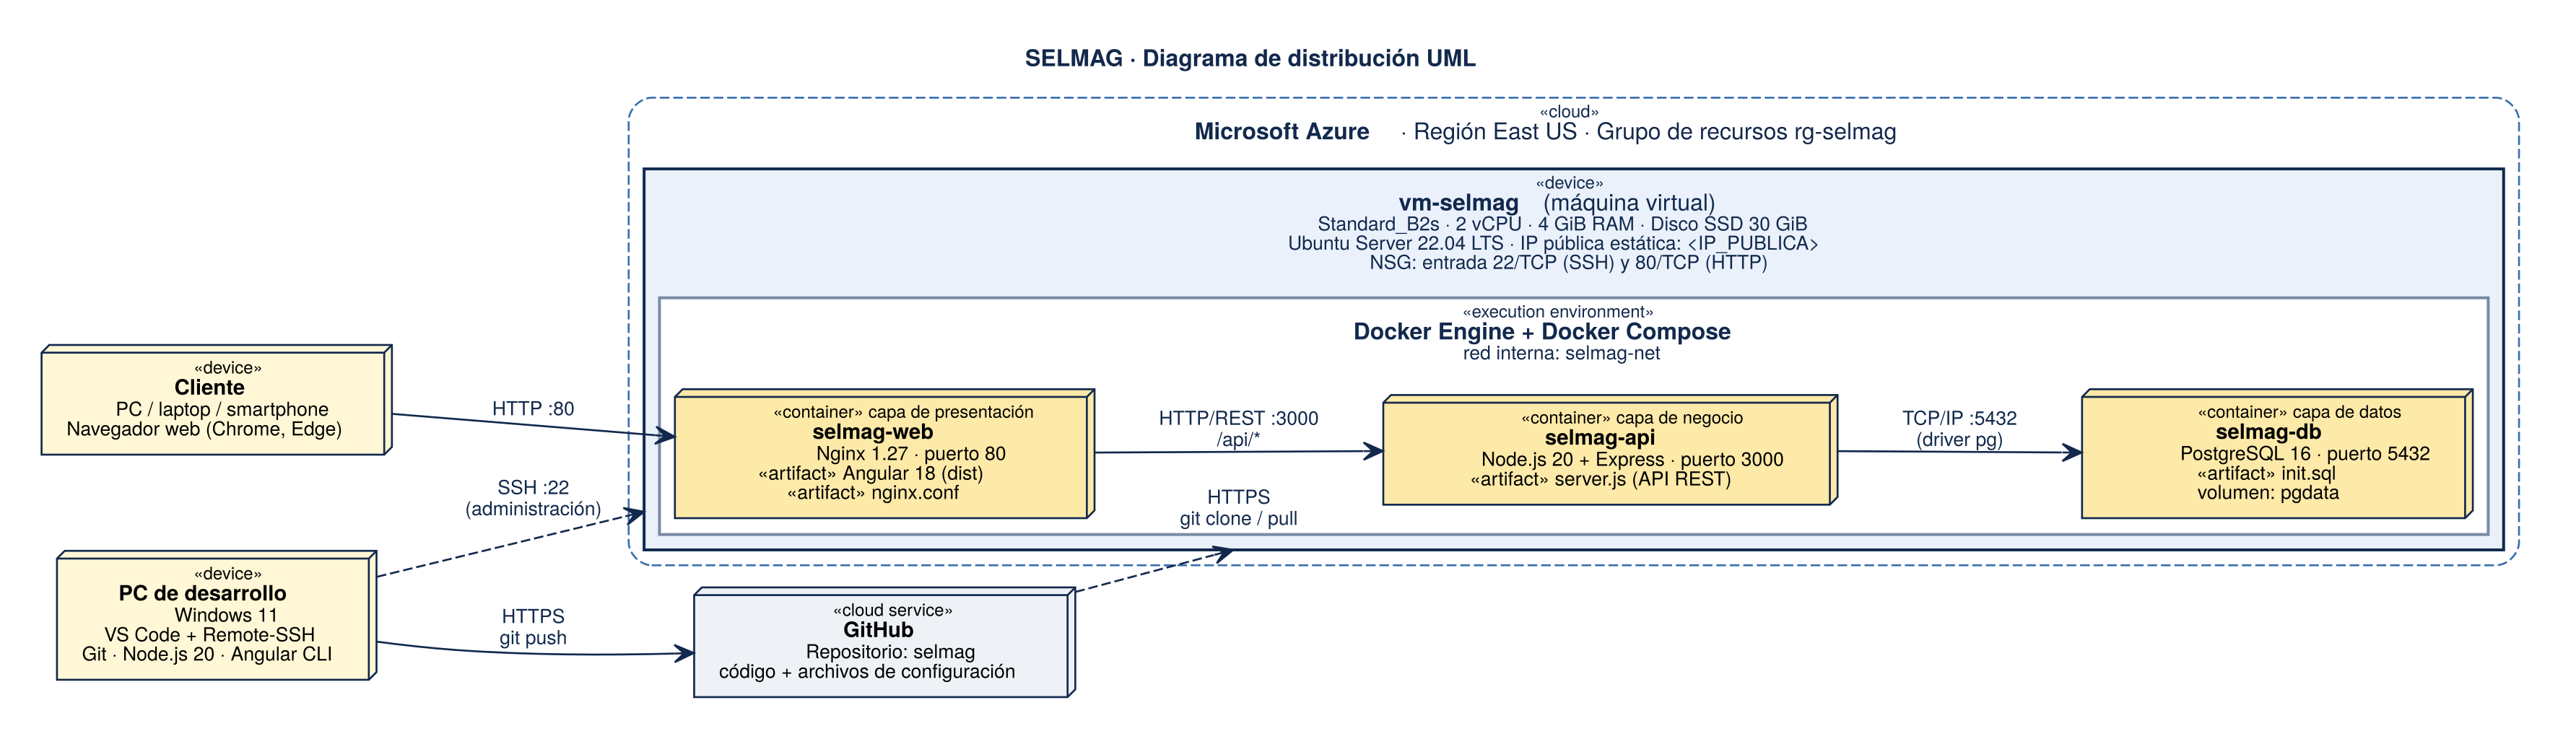 SELMAG · Diagrama de distribución UML
«cloud»
Microsoft Azure · Región East US · Grupo de recursos rg-selmag
«device»
vm-selmag (máquina virtual)
Standard_B2s · 2 vCPU · 4 GiB RAM · Disco SSD 30 GiB
Ubuntu Server 22.04 LTS · IP pública estática: <IP_PUBLICA>
NSG: entrada 22/TCP (SSH) y 80/TCP (HTTP)
«execution environment»
Docker Engine + Docker Compose
red interna: selmag-net
«device»
Cliente
PC / laptop / smartphone
Navegador web (Chrome, Edge)
HTTP :80
«container» capa de presentación
selmag-web
Nginx 1.27 · puerto 80
«artifact» Angular 18 (dist)
«artifact» nginx.conf
HTTP/REST :3000
/api/*
«container» capa de negocio
selmag-api
Node.js 20 + Express · puerto 3000
«artifact» server.js (API REST)
TCP/IP :5432
(driver pg)
«container» capa de datos
selmag-db
PostgreSQL 16 · puerto 5432
«artifact» init.sql
volumen: pgdata
SSH :22
(administración)
HTTPS
git clone / pull
«device»
PC de desarrollo
Windows 11
VS Code + Remote-SSH
Git · Node.js 20 · Angular CLI
HTTPS
git push
«cloud service»
GitHub
Repositorio: selmag
código + archivos de configuración